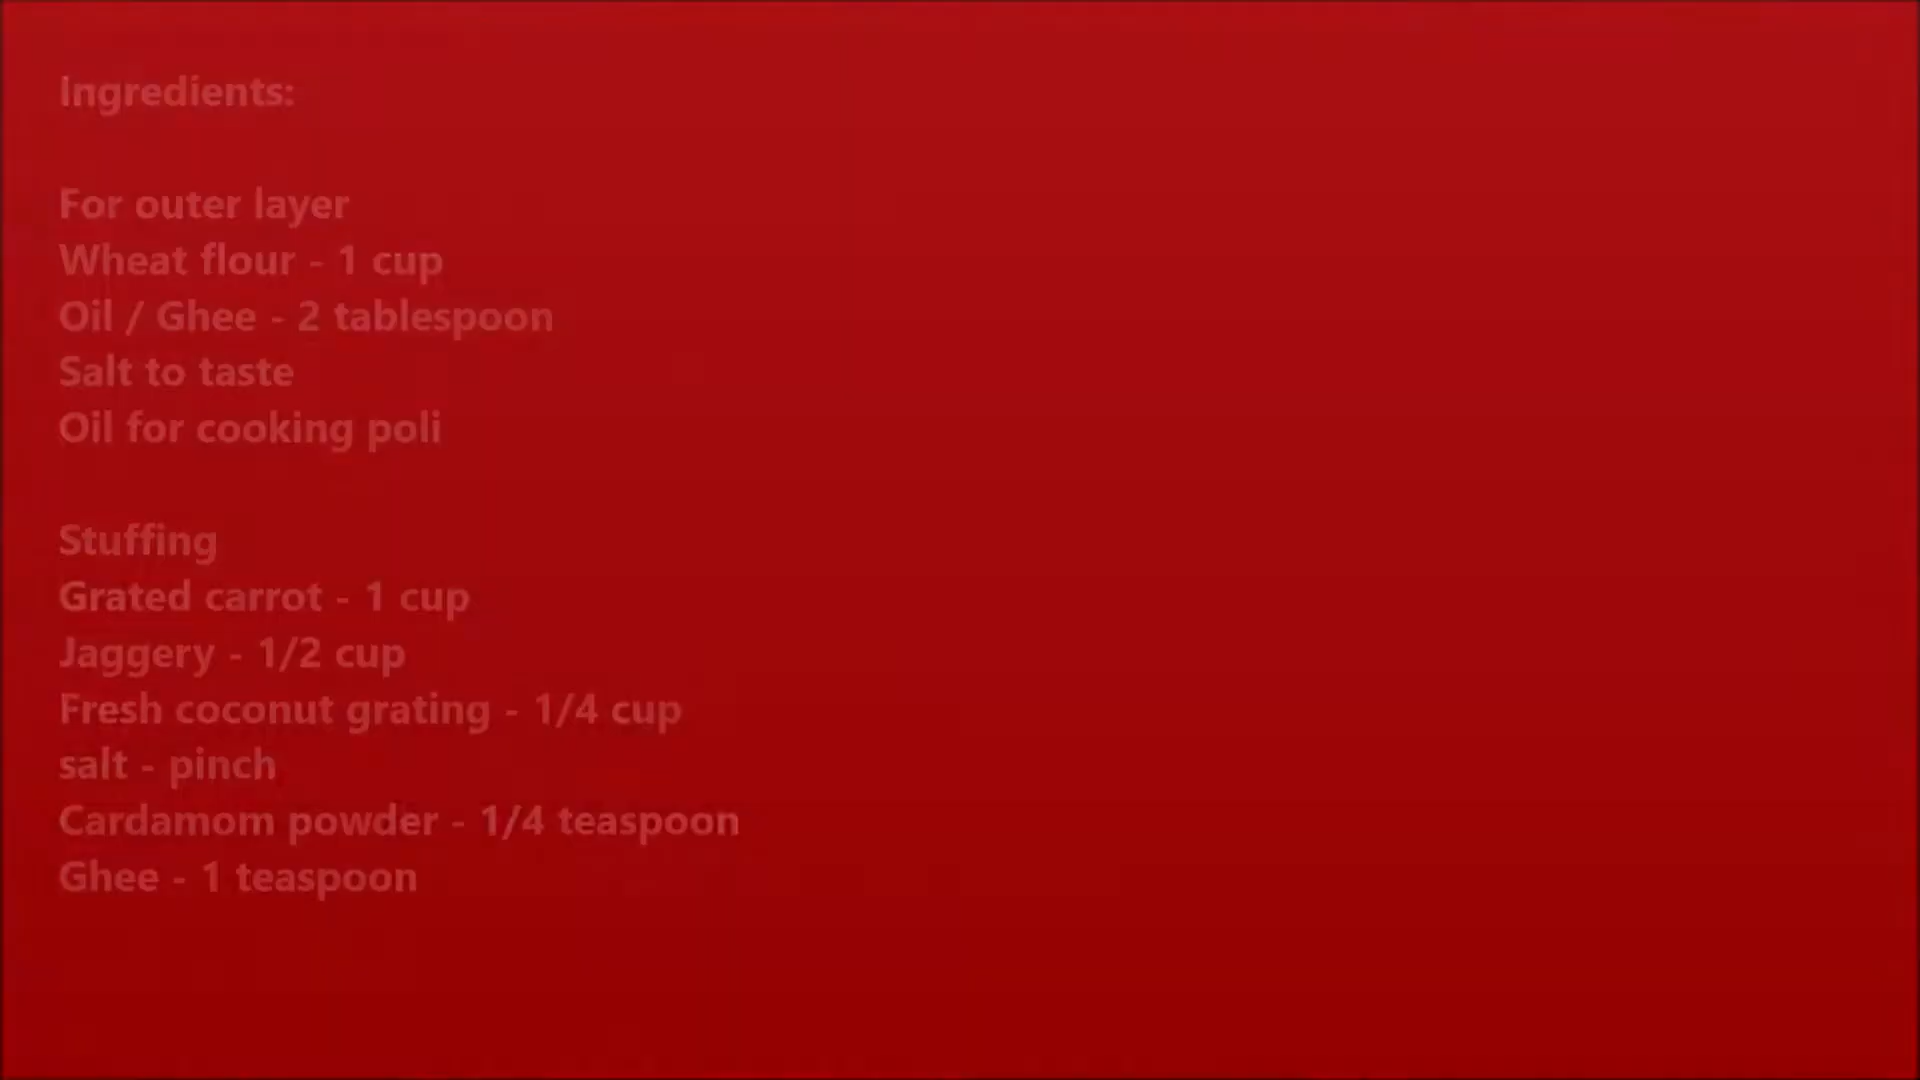 Ingredients:
For outer layer
Wheat flour - 1 cup
Oil / Ghee - 2 tablespoon
Salt to taste
Oil for cooking poli
Stuffing
Grated carrot - 1 cup
Jaggery - 1/2 cup
Fresh coconut grating - 1/4 cup
salt - pinch
Cardamom powder - 1/4 teaspoon
Ghee - 1 teaspoon